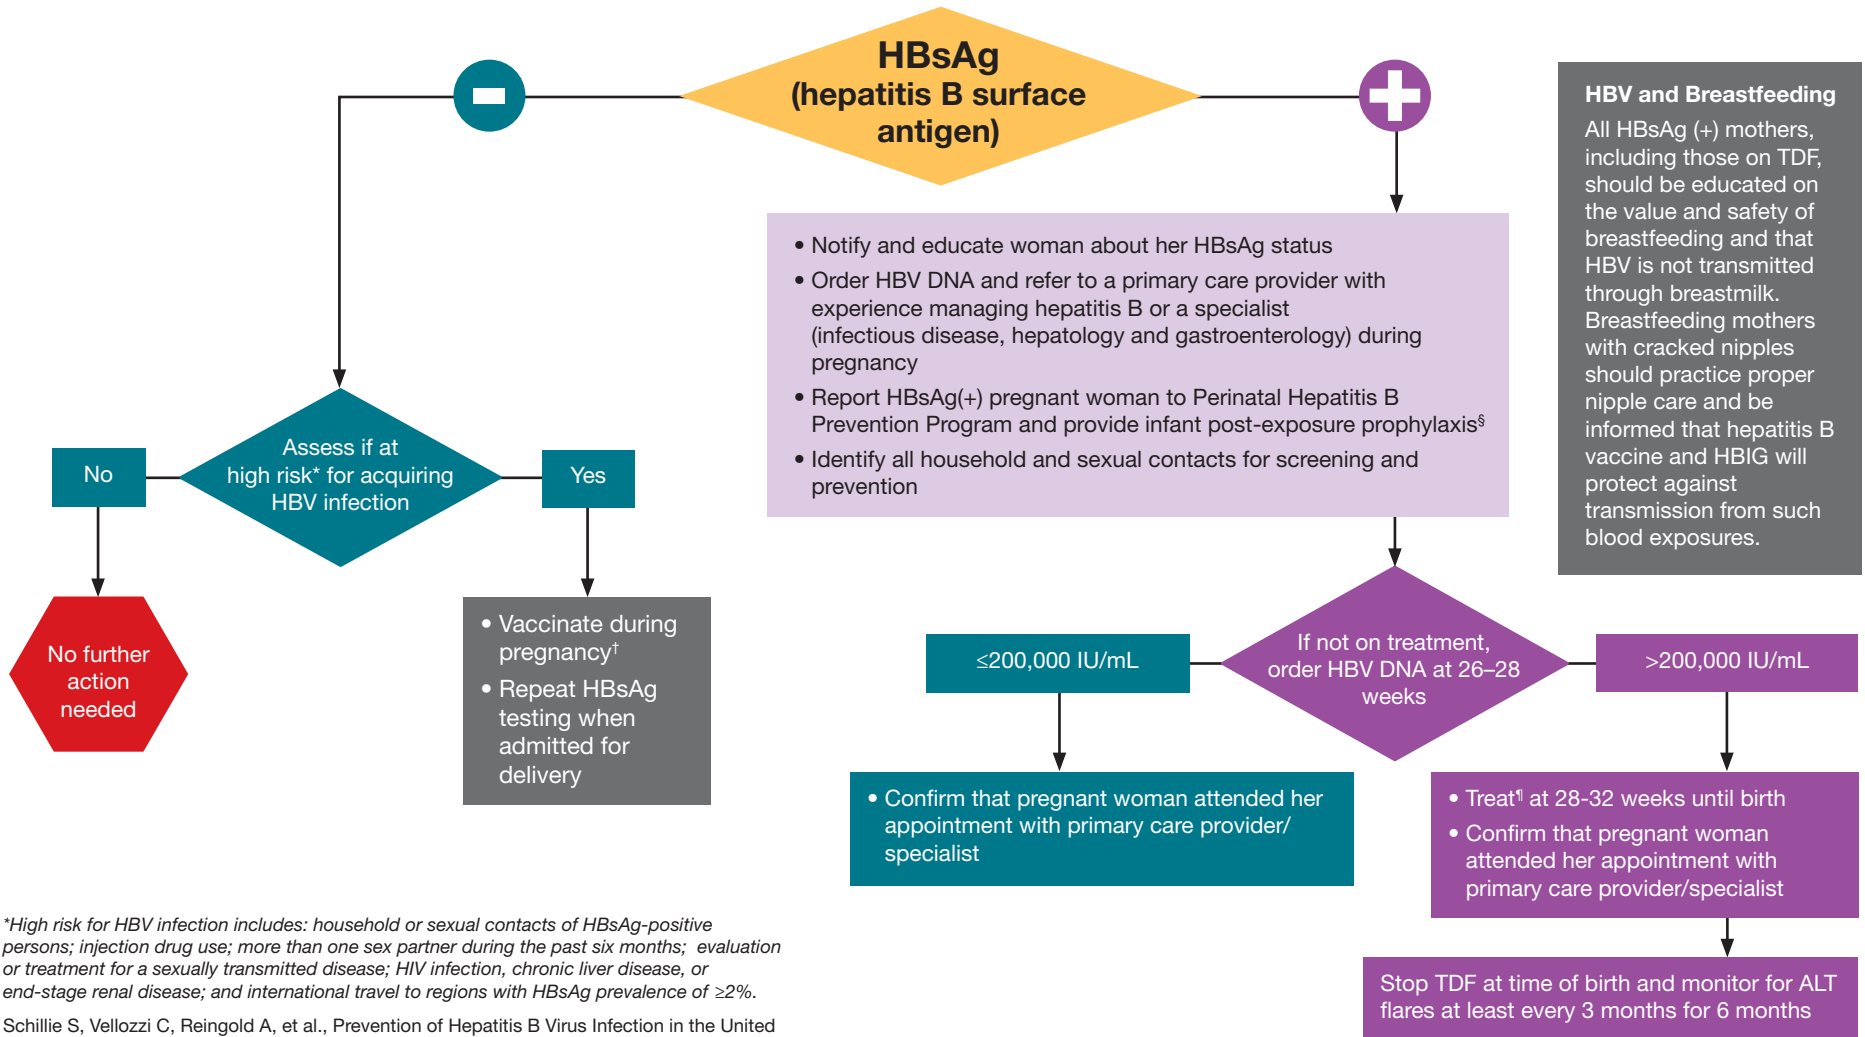 HBsAg
(hepatitis B surface
antigen)
Assess if at
high risk* for acquiring
HBV infection
No
Yes
No further
action
needed
• Vaccinate during
pregnancy†
• Repeat HBsAg
testing when
admitted for
delivery
• Notify and educate woman about her HBsAg status
• Order HBV DNA and refer to a primary care provider with
experience managing hepatitis B or a specialist
(infectious disease, hepatology and gastroenterology) during
pregnancy
• Report HBsAg(+) pregnant woman to Perinatal Hepatitis B
Prevention Program and provide infant post-exposure prophylaxis§
• Identify all household and sexual contacts for screening and
prevention
If not on treatment,
order HBV DNA at 26–28
weeks
≤200,000 IU/mL
>200,000 IU/mL
• Confirm that pregnant woman attended her
appointment with primary care provider/
specialist
• Treat¶ at 28-32 weeks until birth
• Confirm that pregnant woman
attended her appointment with
primary care provider/specialist
Stop TDF at time of birth and monitor for ALT
flares at least every 3 months for 6 months
HBV and Breastfeeding
All HBsAg (+) mothers,
including those on TDF,
should be educated on
the value and safety of
breastfeeding and that
HBV is not transmitted
through breastmilk.
Breastfeeding mothers
with cracked nipples
should practice proper
nipple care and be
informed that hepatitis B
vaccine and HBIG will
protect against
transmission from such
blood exposures.
*High risk for HBV infection includes: household or sexual contacts of HBsAg-positive
persons; injection drug use; more than one sex partner during the past six months; evaluation
or treatment for a sexually transmitted disease; HIV infection, chronic liver disease, or
end-stage renal disease; and international travel to regions with HBsAg prevalence of ≥2%.
Schillie S, Vellozzi C, Reingold A, et al., Prevention of Hepatitis B Virus Infection in the United